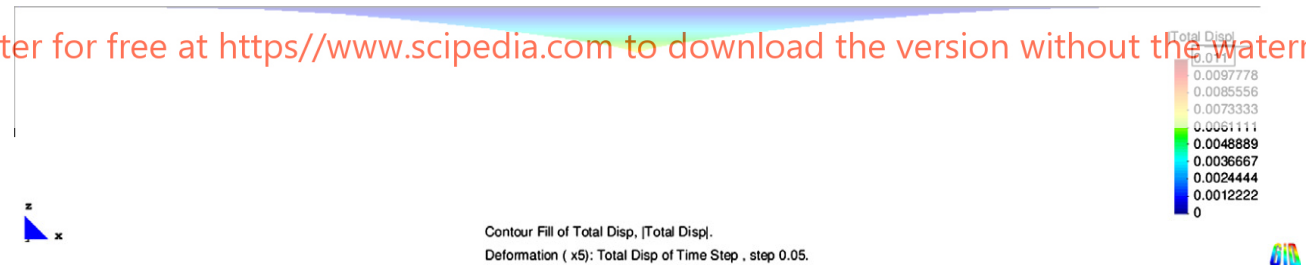 ter for free at https//www.scipedia.com to download the version without the water
|Total Displ
0.011
0.0097778
0.0085556
0.0073333
0.0061111
0.0048889
0.0036667
0.0024444
0.0012222
0
z
x
Contour Fill of Total Disp, |Total Disp|.
Deformation ( x5): Total Disp of Time Step , step 0.05.
GiD